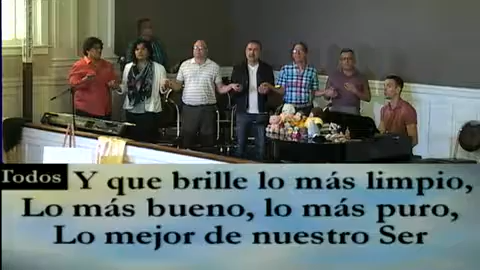 Todos Y que brille lo más limpio,
Lo más bueno, lo más puro,
Lo mejor de nuestro Ser